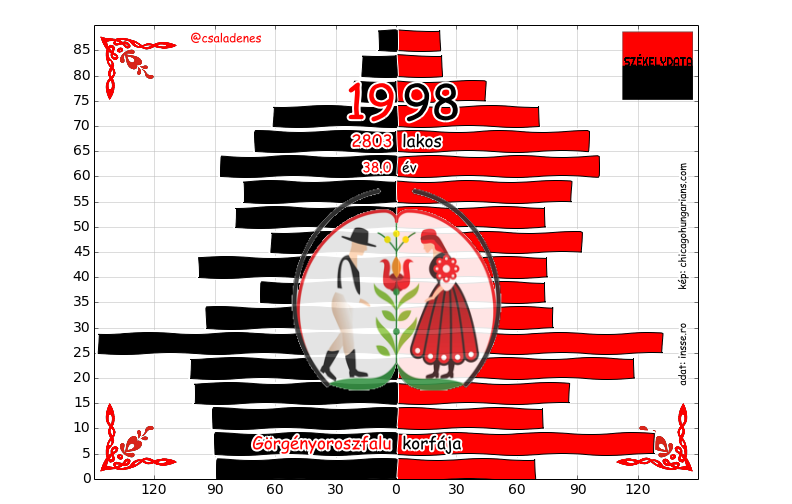 @csaladenes
SZÉKELYDATA
1998
2803 lakos
38.0 év
kép: chicagohungarians.com
adat: insse.ro
Görgényoroszfalu korfája
85
80
75
70
65
60
55
50
45
40
35
30
25
20
15
10
5
0
120 90 60 30 0 30 60 90 120